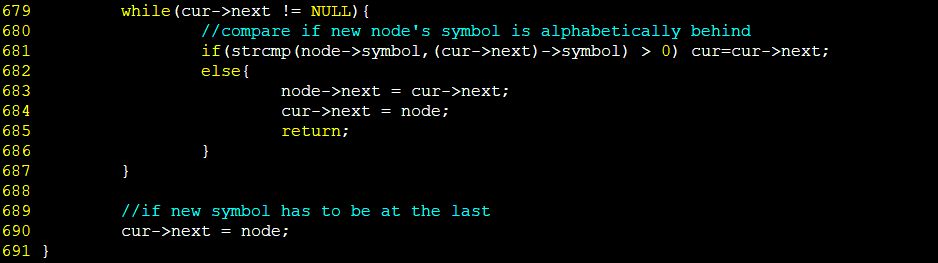 679         while(cur->next != NULL){
680                 //compare if new node's symbol is alphabetically behind
681                 if(strcmp(node->symbol,(cur->next)->symbol) > 0) cur=cur->next;
682                 else{
683                         node->next = cur->next;
684                         cur->next = node;
685                         return;
686                 }
687         }
688
689         //if new symbol has to be at the last
690         cur->next = node;
691 }